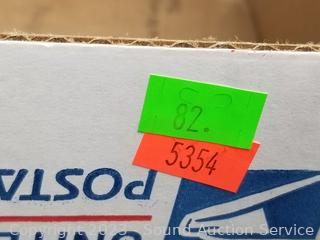 82.
5354
POSTA
Copyright 2023 - Sound Auction Service